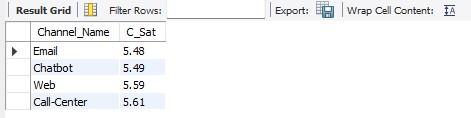 Result Grid Filter Rows: Export: Wrap Cell Content:
Channel_Name C_Sat
Email 5.48
Chatbot 5.49
Web 5.59
Call-Center 5.61